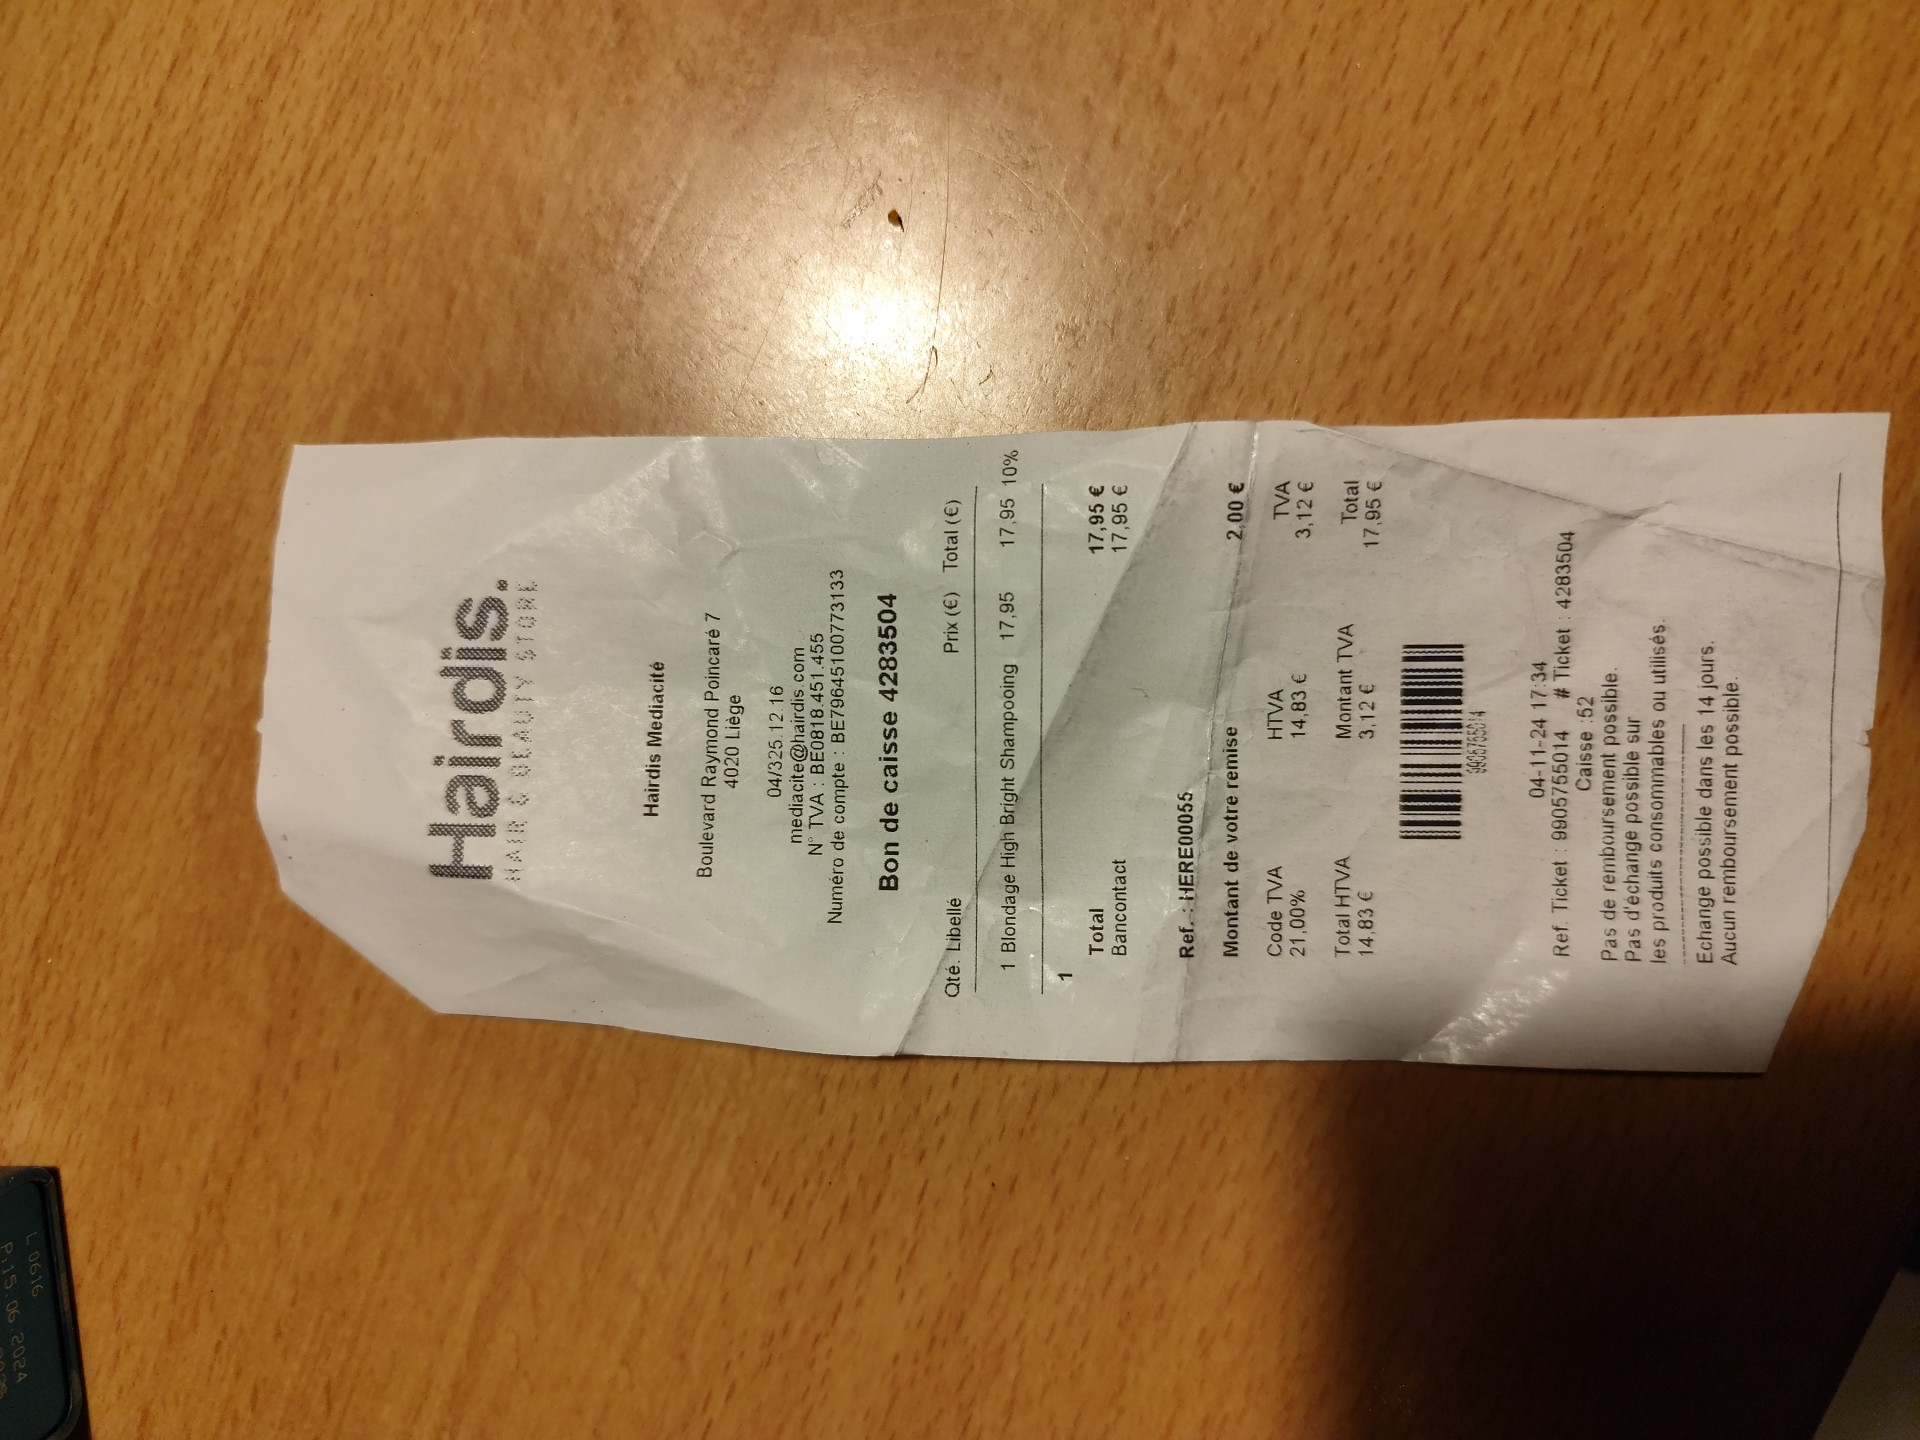 Hairdis.
HAIR & BEAUTY STORE
Hairdis Mediacité
Boulevard Raymond Poincaré 7
4020 Liège
04/325.12.16
mediacite@hairdis.com
N° TVA : BE0818.451.455
Numéro de compte : BE79645100773133
Bon de caisse 4283504
Qté. Libellé Prix (€) Total (€)
1 Blondage High Bright Shampooing 17,95 17,95 10%
1
Total 17,95 €
Bancontact 17,95 €
Ref. : HERE00055
Montant de votre remise 2,00 €
Code TVA HTVA TVA
21,00% 14,83 € 3,12 €
Total HTVA Montant TVA Total
14,83 € 3,12 € 17,95 €
9905755014
04-11-24 17:34
Ref. Ticket : 9905755014 # Ticket : 4283504
Caisse :52
Pas de remboursement possible.
Pas d'échange possible sur
les produits consommables ou utilisés.
Echange possible dans les 14 jours.
Aucun remboursement possible.
L 0616
P:12.06.2024